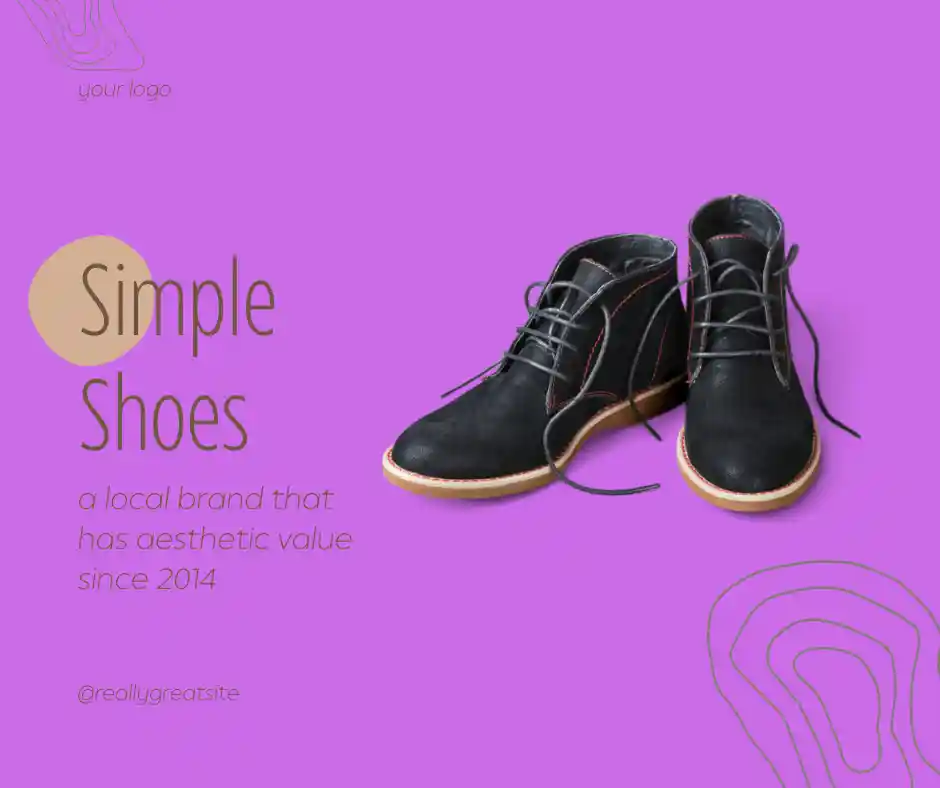 your logo
Simple
Shoes
a local brand that
has aesthetic value
since 2014
@reallygreatsite